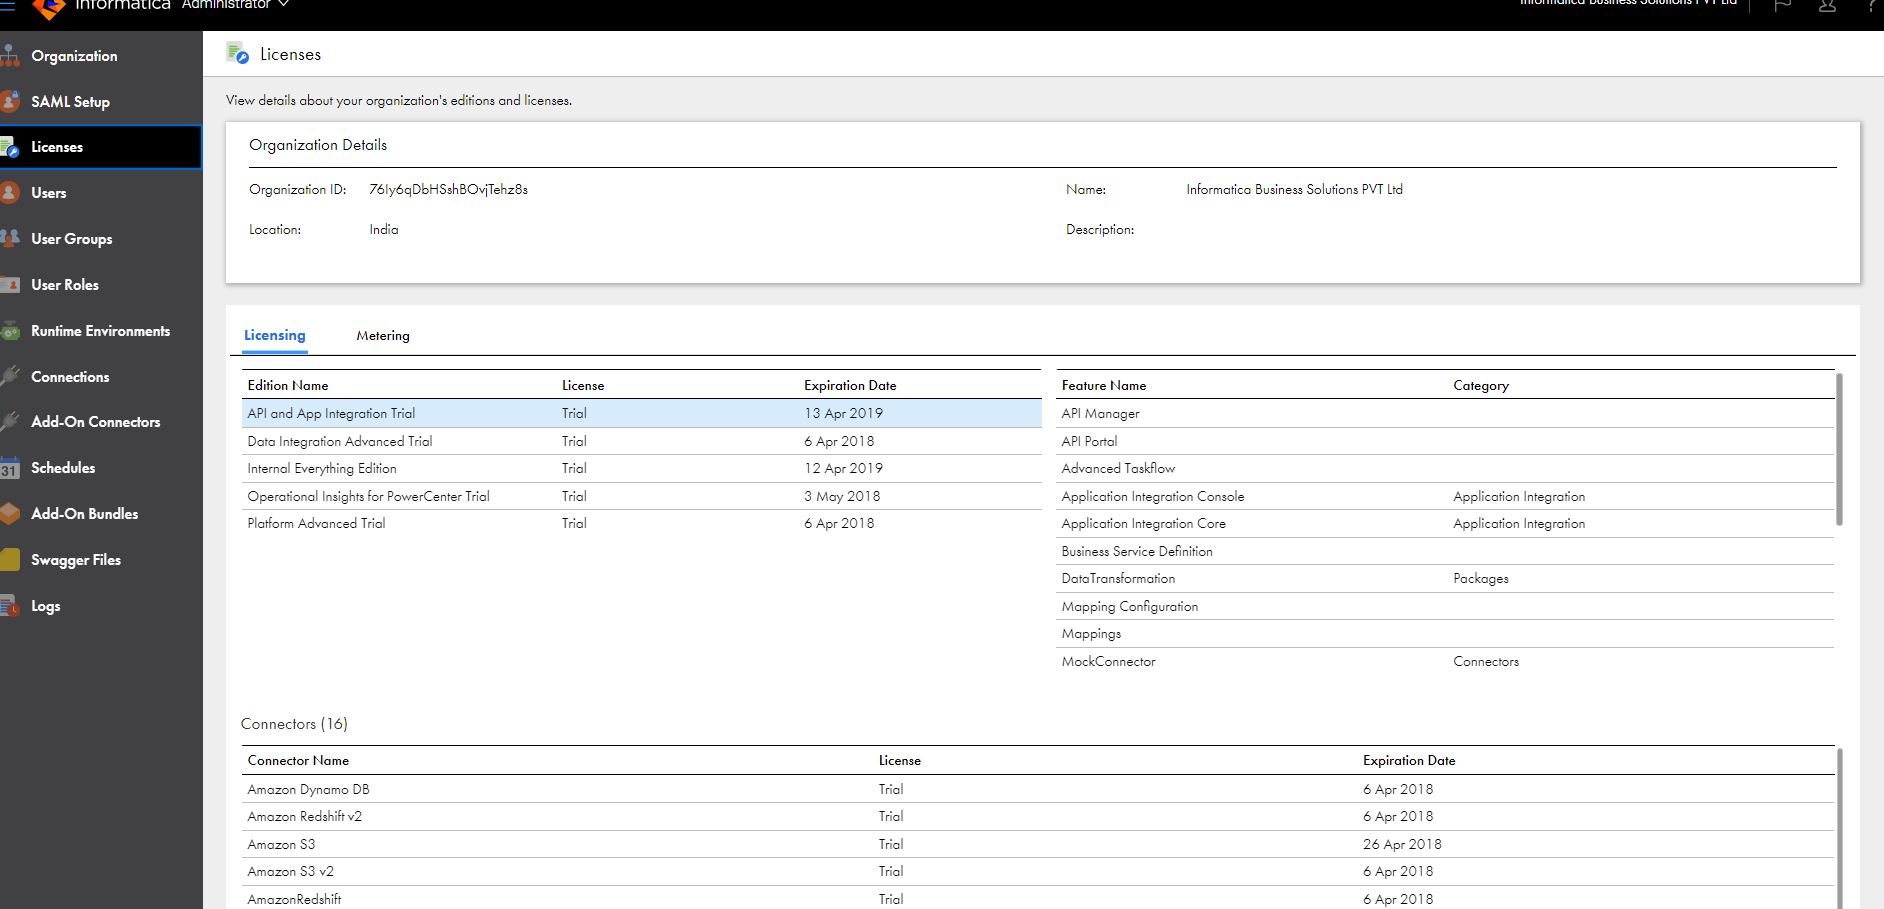 Informatica Administrator
Informatica Business Solutions PVT Ltd
Organization
SAML Setup
Licenses
Users
User Groups
User Roles
Runtime Environments
Connections
Add-On Connectors
31 Schedules
Add-On Bundles
Swagger Files
Logs
Licenses
View details about your organization's editions and licenses.
Organization Details
Organization ID: 76Iy6qDbHSshBOvjTehz8s Name: Informatica Business Solutions PVT Ltd
Location: India Description:
Licensing Metering
Edition Name License Expiration Date
API and App Integration Trial Trial 13 Apr 2019
Data Integration Advanced Trial Trial 6 Apr 2018
Internal Everything Edition Trial 12 Apr 2019
Operational Insights for PowerCenter Trial Trial 3 May 2018
Platform Advanced Trial Trial 6 Apr 2018
Feature Name Category
API Manager
API Portal
Advanced Taskflow
Application Integration Console Application Integration
Application Integration Core Application Integration
Business Service Definition
DataTransformation Packages
Mapping Configuration
Mappings
MockConnector Connectors
Connectors (16)
Connector Name License Expiration Date
Amazon Dynamo DB Trial 6 Apr 2018
Amazon Redshift v2 Trial 6 Apr 2018
Amazon S3 Trial 26 Apr 2018
Amazon S3 v2 Trial 6 Apr 2018
AmazonRedshift Trial 6 Apr 2018